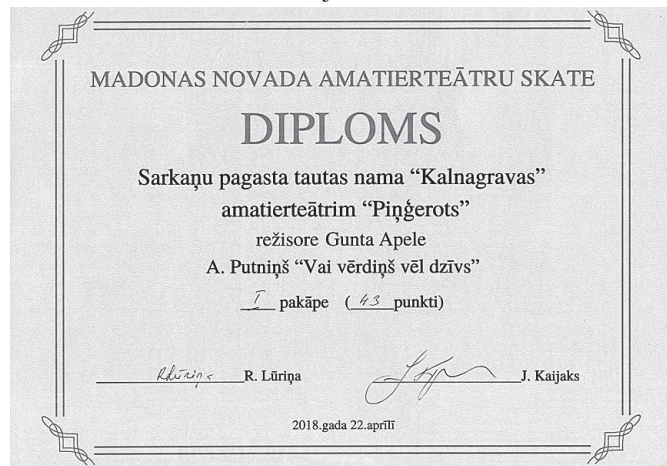 MADONAS NOVADA AMATIERTEĀTRU SKATE
DIPLOMS
Sarkaņu pagasta tautas nama “Kalnagravas”
amatierteātrim “Piņģerots”
režisore Gunta Apele
A. Putniņš “Vai vērdiņš vēl dzīvs”
I pakāpe (43 punkti)
RLūriņa R. Lūriņa J. Kaijaks
2018.gada 22.aprīlī